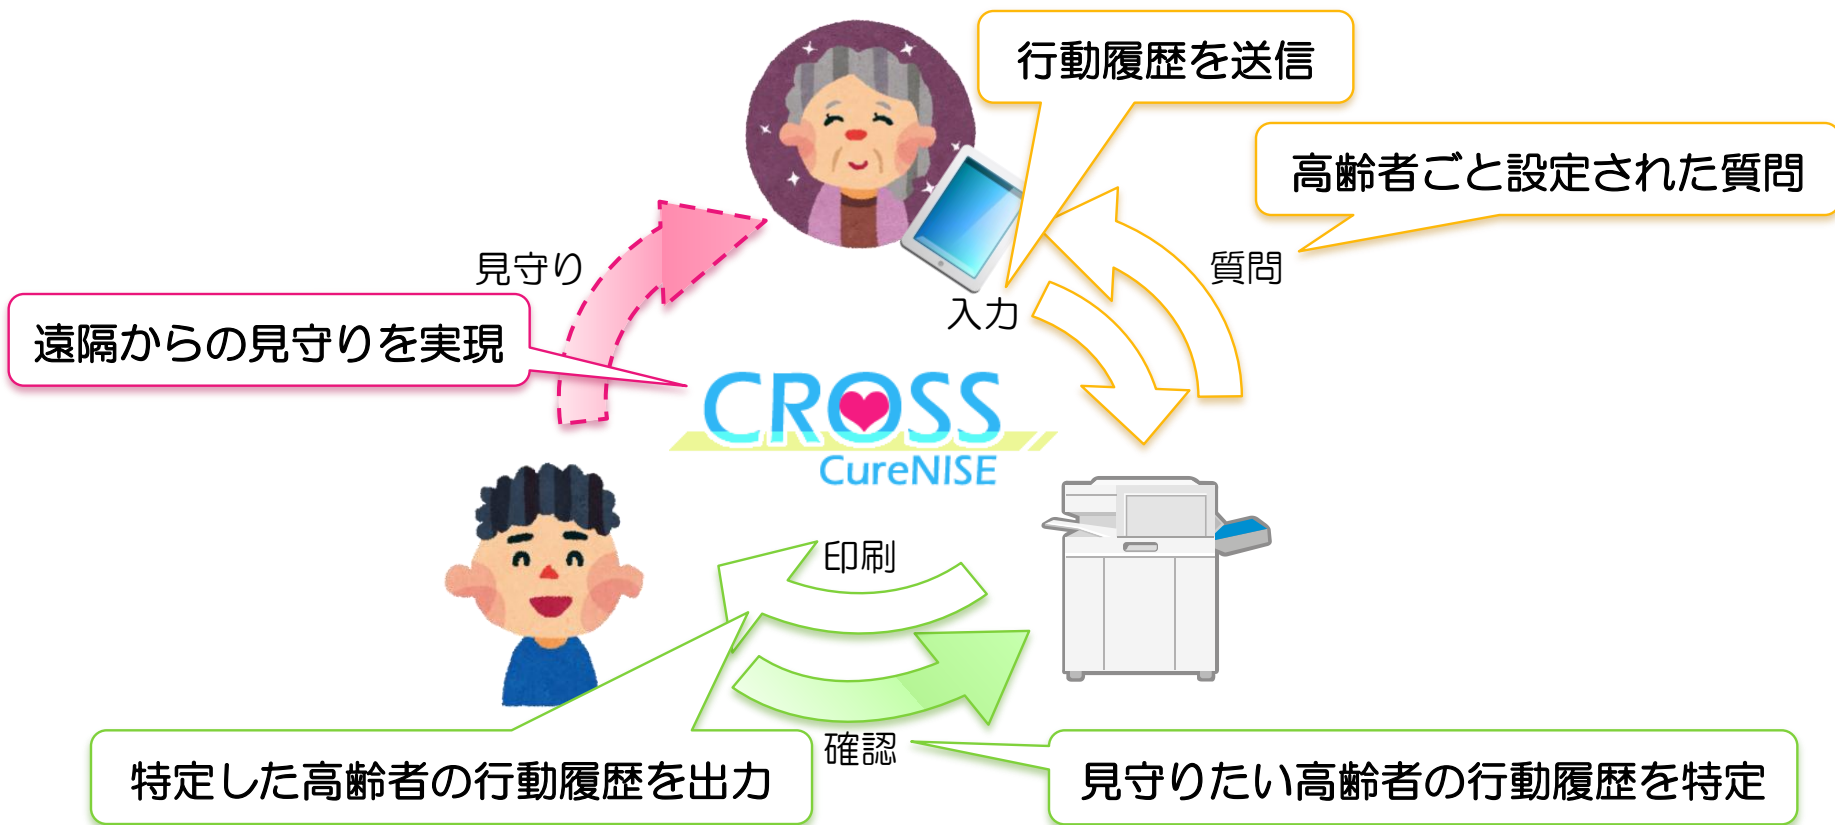 行動履歴を送信
高齢者ごと設定された質問
見守り
質問
入力
遠隔からの見守りを実現
CROSS
CureNISE
印刷
確認
特定した高齢者の行動履歴を出力
見守りたい高齢者の行動履歴を特定